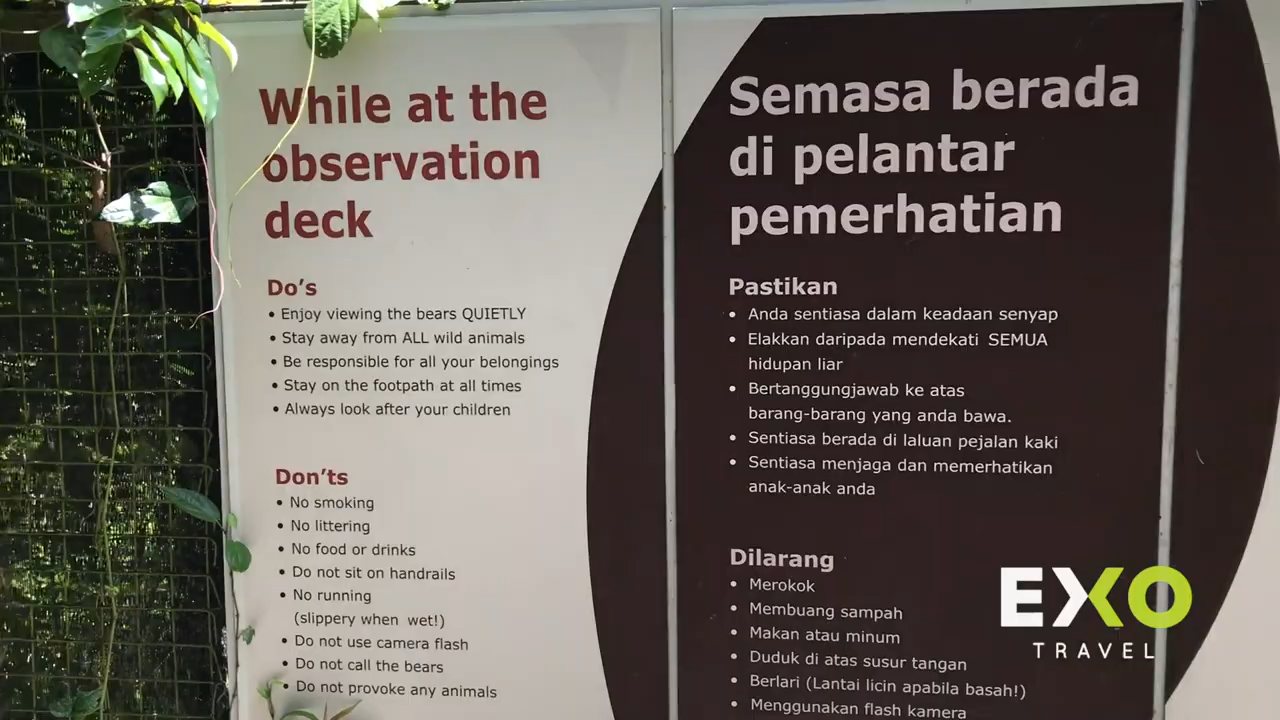 While at the
observation
deck
Do's
• Enjoy viewing the bears QUIETLY
• Stay away from ALL wild animals
• Be responsible for all your belongings
• Stay on the footpath at all times
• Always look after your children
Don'ts
• No smoking
• No littering
• No food or drinks
• Do not sit on handrails
• No running
(slippery when wet!)
• Do not use camera flash
• Do not call the bears
• Do not provoke any animals
Semasa berada
di pelantar
pemerhatian
Pastikan
• Anda sentiasa dalam keadaan senyap
• Elakkan daripada mendekati SEMUA
hidupan liar
• Bertanggungjawab ke atas
barang-barang yang anda bawa.
• Sentiasa berada di laluan pejalan kaki
• Sentiasa menjaga dan memerhatikan
anak-anak anda
Dilarang
• Merokok
• Membuang sampah
• Makan atau minum
• Duduk di atas susur tangan
• Berlari (Lantai licin apabila basah!)
• Menggunakan flash kamera
EXO
TRAVEL